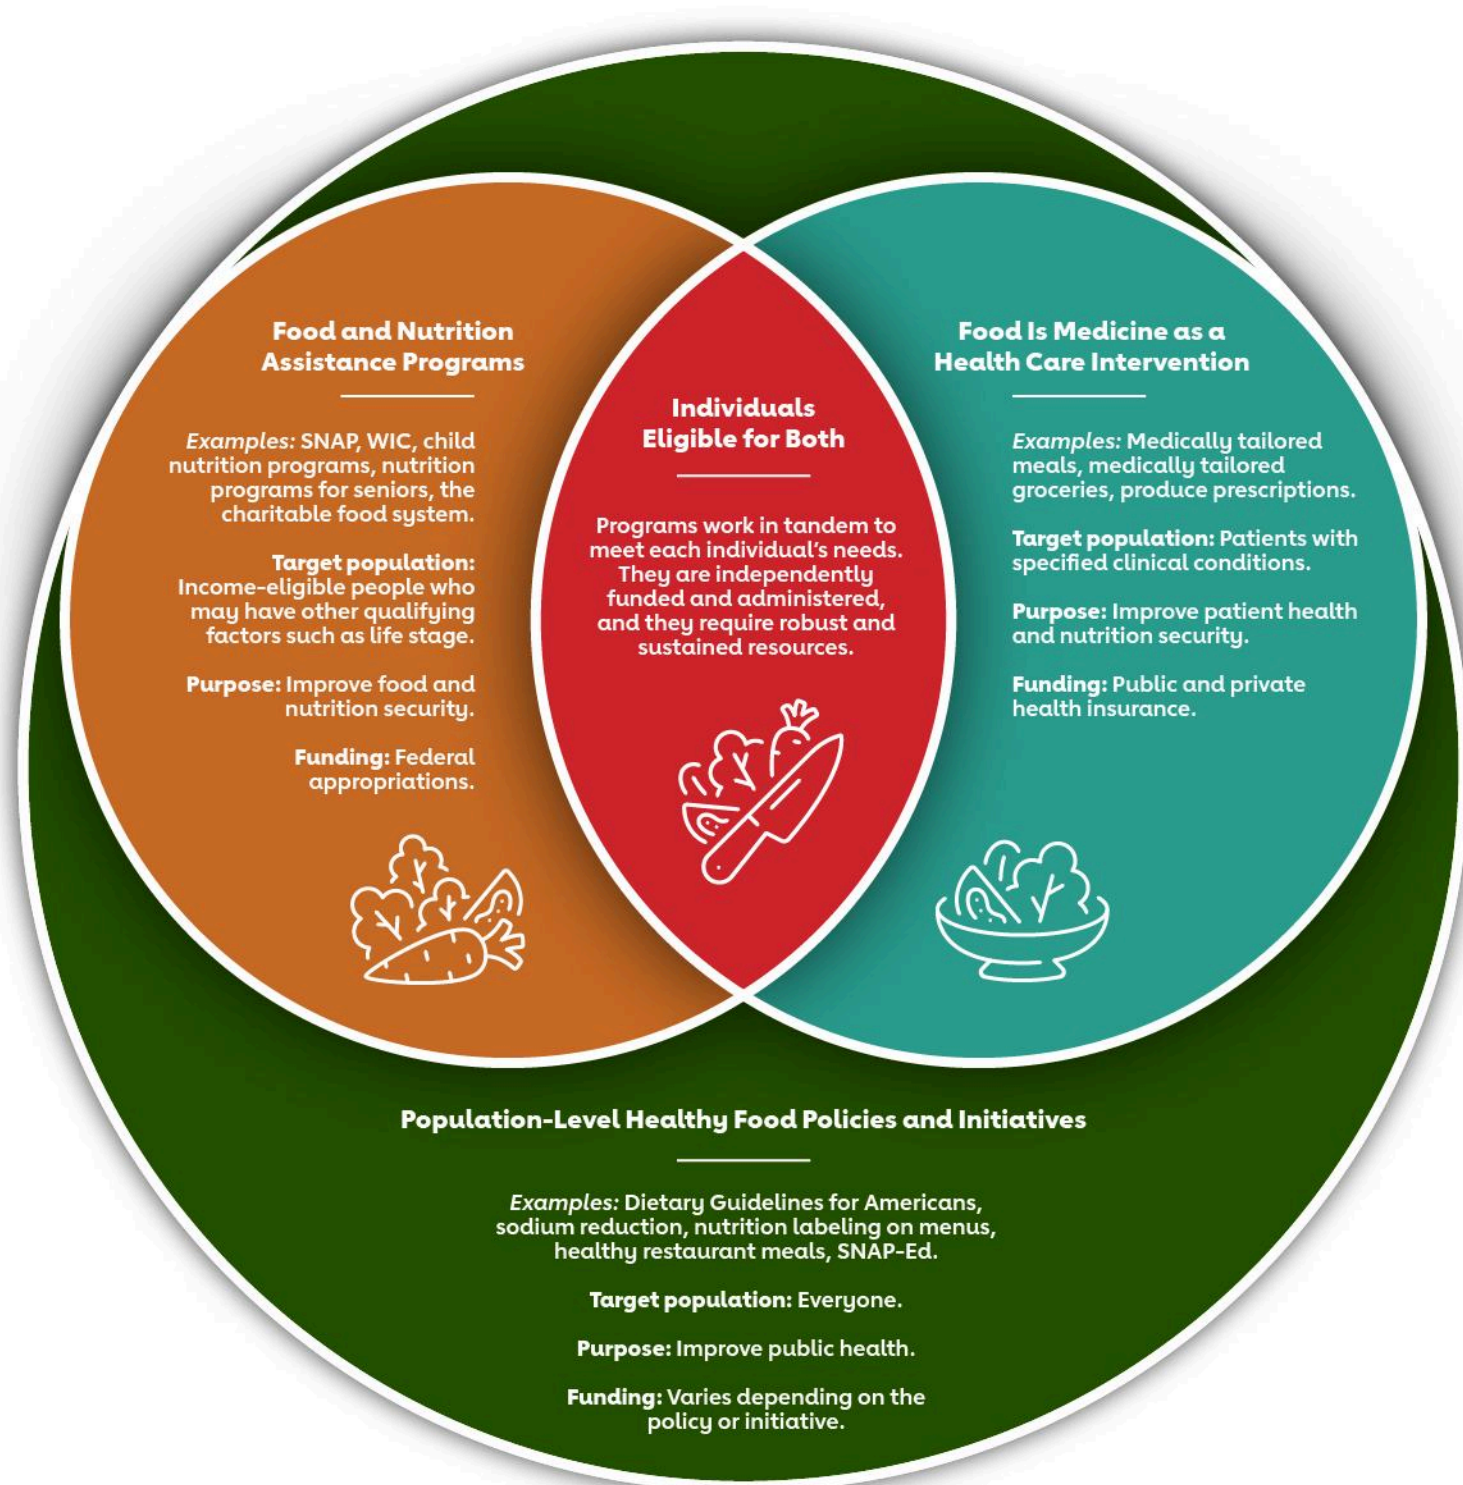 Food and Nutrition
Assistance Programs
Examples: SNAP, WIC, child
nutrition programs, nutrition
programs for seniors, the
charitable food system.
Target population:
Income-eligible people who
may have other qualifying
factors such as life stage.
Purpose: Improve food and
nutrition security.
Funding: Federal
appropriations.
Individuals
Eligible for Both
Programs work in tandem to
meet each individual's needs.
They are independently
funded and administered,
and they require robust and
sustained resources.
Food Is Medicine as a
Health Care Intervention
Examples: Medically tailored
meals, medically tailored
groceries, produce prescriptions.
Target population: Patients with
specified clinical conditions.
Purpose: Improve patient health
and nutrition security.
Funding: Public and private
health insurance.
Population-Level Healthy Food Policies and Initiatives
Examples: Dietary Guidelines for Americans,
sodium reduction, nutrition labeling on menus,
healthy restaurant meals, SNAP-Ed.
Target population: Everyone.
Purpose: Improve public health.
Funding: Varies depending on the
policy or initiative.